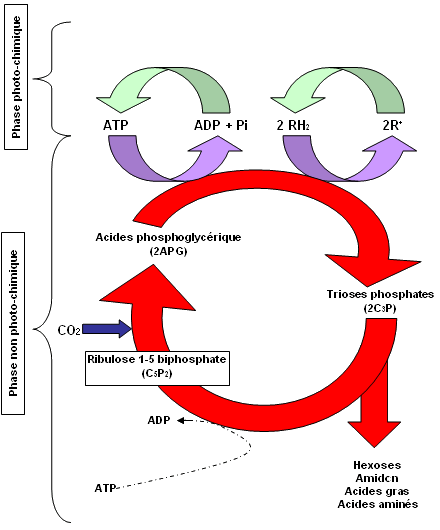 Phase photo-chimique
ATP
ADP + Pi
2 RH2
2R+
Acides phosphoglycérique
(2APG)
Trioses phosphates
(2C3P)
Phase non photo-chimique
CO2
Ribulose 1-5 biphosphate
(C5P2)
ADP
ATP
Hexoses
Amidcn
Acides gras
Acides aminés